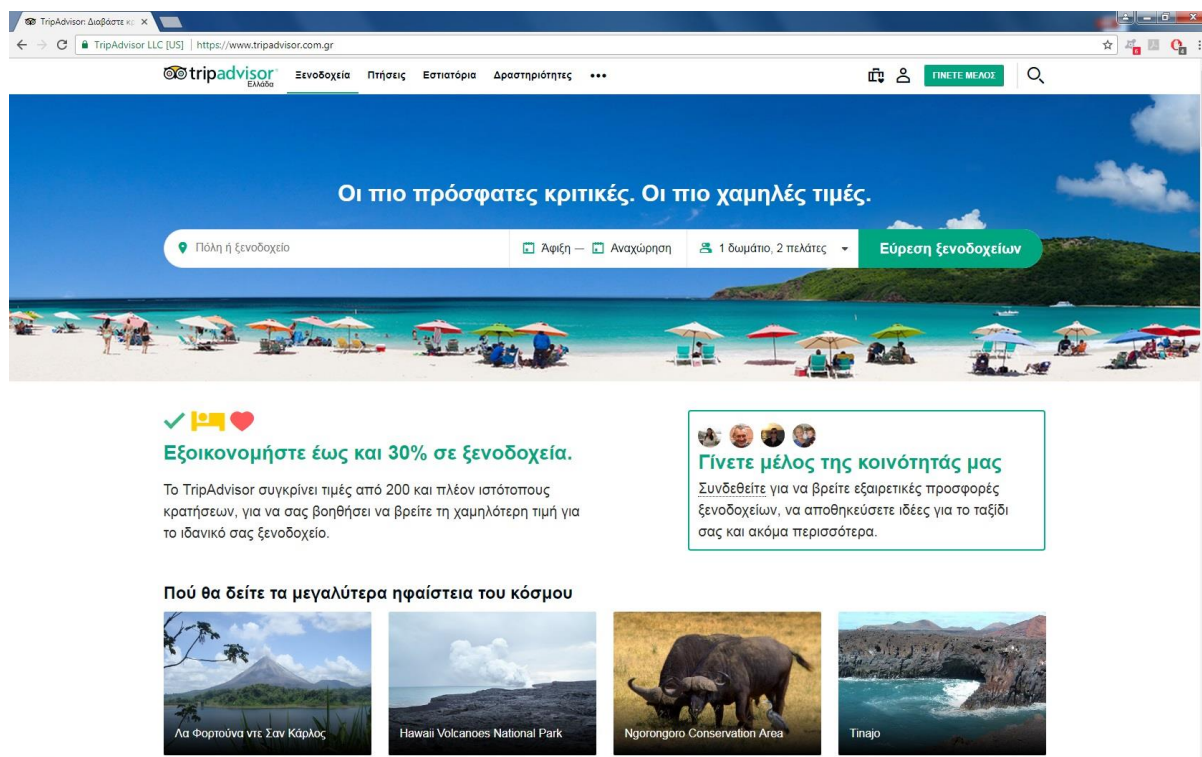 TripAdvisor: Διαβάστε κς
TripAdvisor LLC [US] | https://www.tripadvisor.com.gr
tripadvisor
Ελλάδα
Ξενοδοχεία Πτήσεις Εστιατόρια Δραστηριότητες •••
ΓΙΝΕΤΕ ΜΕΛΟΣ
Οι πιο πρόσφατες κριτικές. Οι πιο χαμηλές τιμές.
Πόλη ή ξενοδοχείο
Άφιξη — Αναχώρηση
1 δωμάτιο, 2 πελάτες
Εύρεση ξενοδοχείων
Εξοικονομήστε έως και 30% σε ξενοδοχεία.
Το TripAdvisor συγκρίνει τιμές από 200 και πλέον ιστότοπους
κρατήσεων, για να σας βοηθήσει να βρείτε τη χαμηλότερη τιμή για
το ιδανικό σας ξενοδοχείο.
Γίνετε μέλος της κοινότητάς μας
Συνδεθείτε για να βρείτε εξαιρετικές προσφορές
ξενοδοχείων, να αποθηκεύσετε ιδέες για το ταξίδι
σας και ακόμα περισσότερα.
Πού θα δείτε τα μεγαλύτερα ηφαίστεια του κόσμου
Λα Φορτούνα ντε Σαν Κάρλος
Hawaii Volcanoes National Park
Ngorongoro Conservation Area
Tinajo